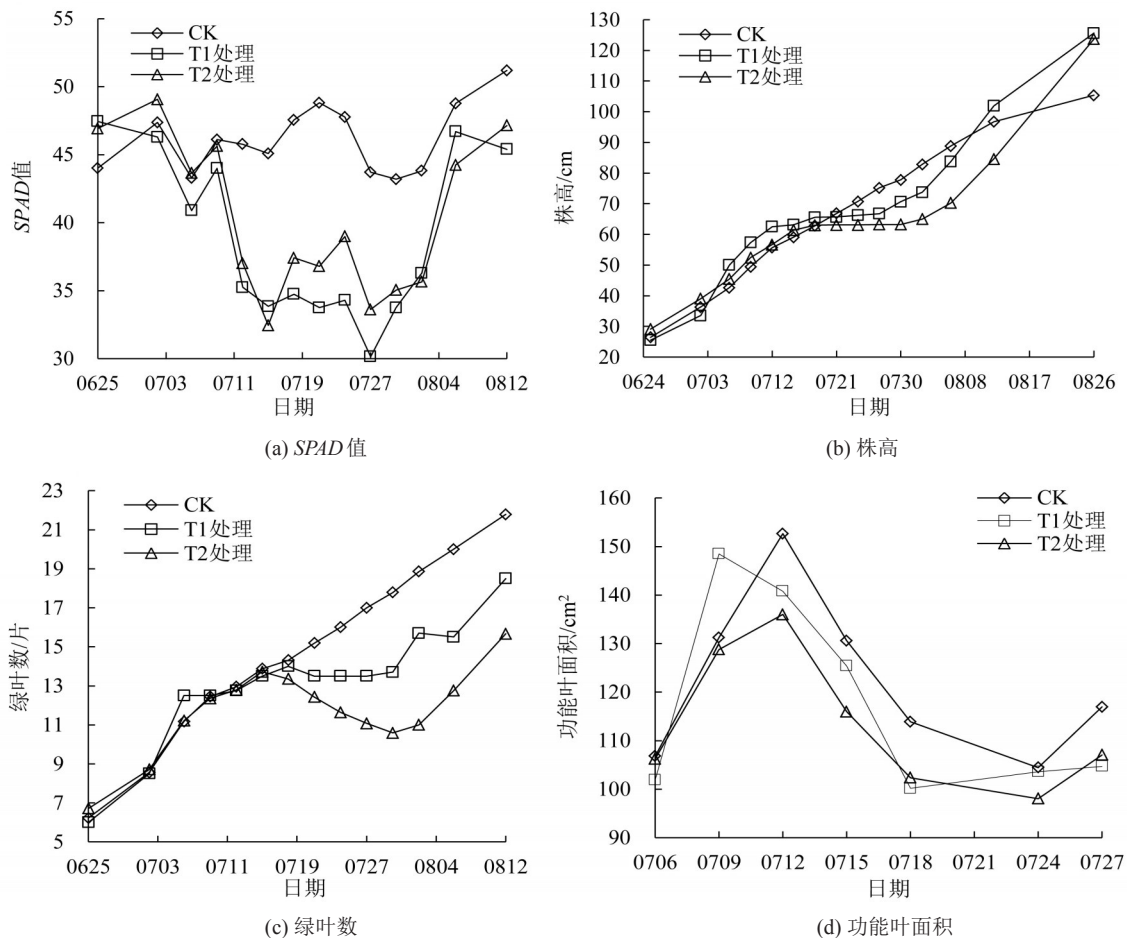 55
50
45
40
35
30
SPAD值
CK
T1处理
T2处理
0625 0703 0711 0719 0727 0804 0812
日期
(a) SPAD值
130
120
110
100
90
80
70
60
50
40
30
20
株高/cm
CK
T1处理
T2处理
0624 0703 0712 0721 0730 0808 0817 0826
日期
(b) 株高
23
21
19
17
15
13
11
9
7
5
绿叶数/片
CK
T1处理
T2处理
0625 0703 0711 0719 0727 0804 0812
日期
(c) 绿叶数
160
150
140
130
120
110
100
90
功能叶面积/cm²
CK
T1处理
T2处理
0706 0709 0712 0715 0718 0721 0724 0727
日期
(d) 功能叶面积